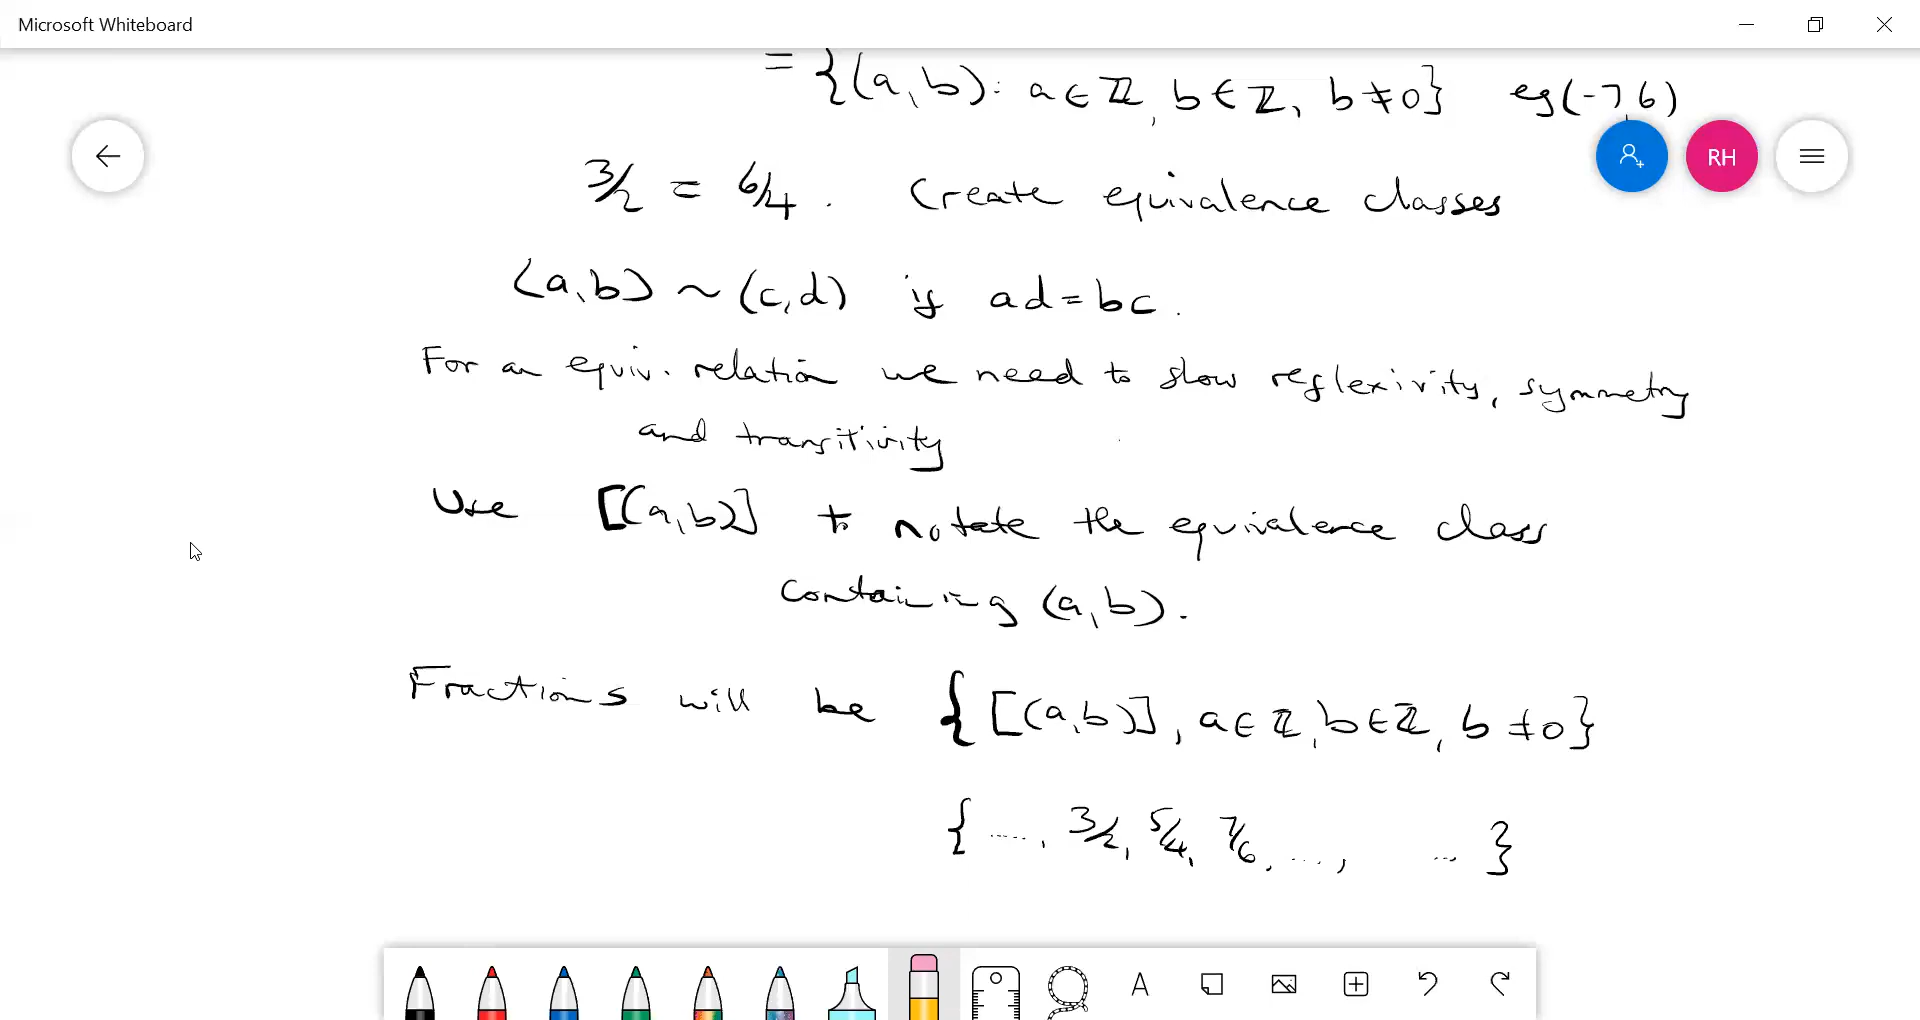 Microsoft Whiteboard
= {(a,b): a∈ℤ, b∈ℤ, b≠0} eg(-7,6)
RH
3/2 = 6/4. Create equivalence classes
(a,b) ~ (c,d) if ad=bc.
For an equiv. relation we need to show reflexivity, symmetry
and transitivity
Use [(a,b)] to notate the equivalence class
containing (a,b).
Fractions will be {[(a,b)], a∈ℤ, b∈ℤ, b≠0}
{ ...., 3/2, 5/4, 7/6, ...., ... }
A